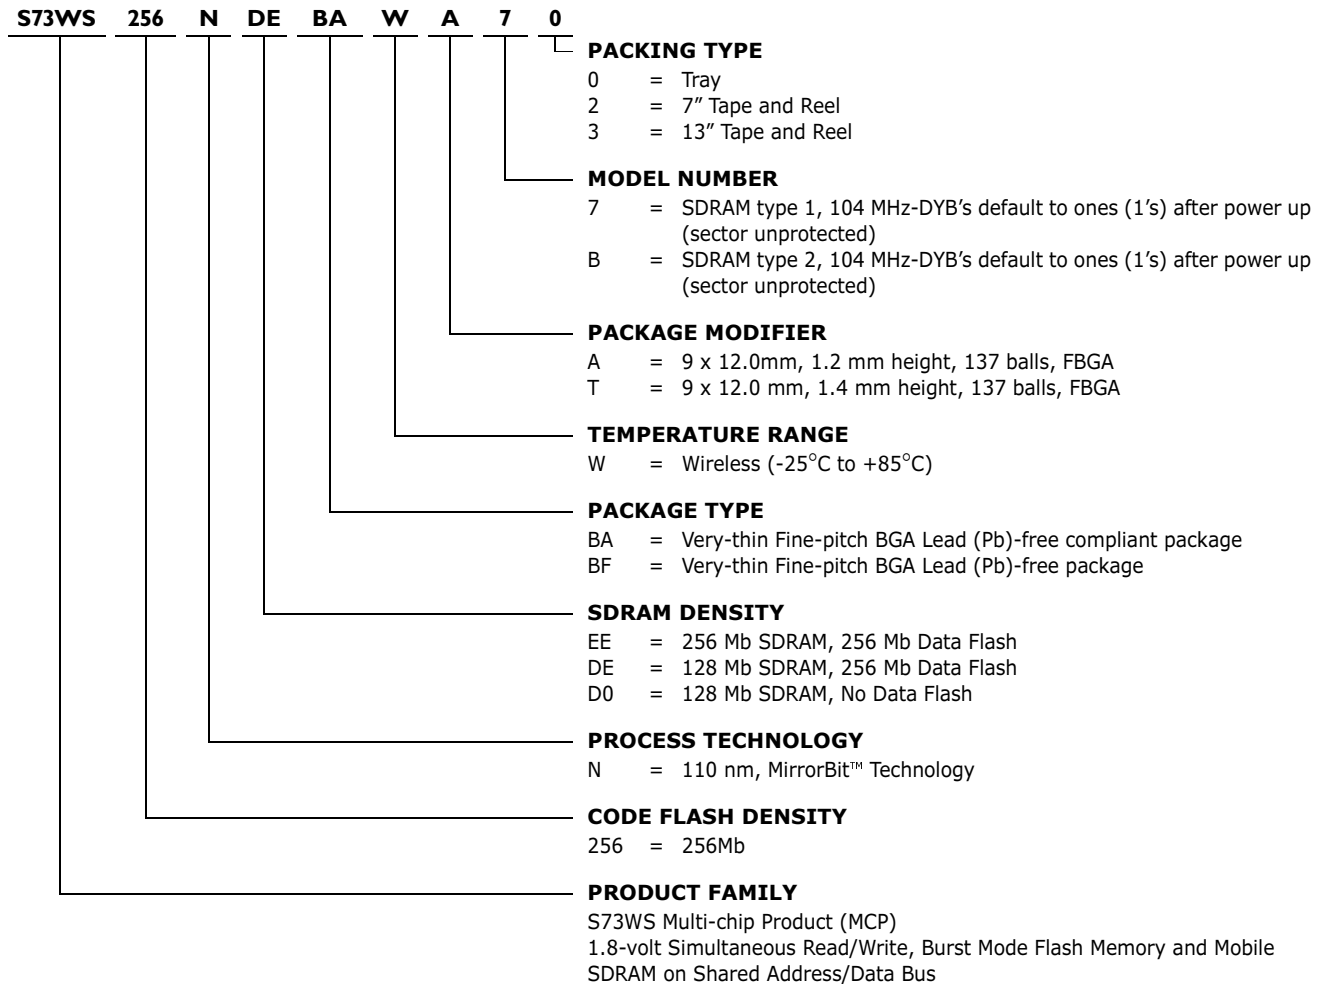 S73WS 256 N DE BA W A 7 0
PACKING TYPE
0 = Tray
2 = 7” Tape and Reel
3 = 13” Tape and Reel
MODEL NUMBER
7 = SDRAM type 1, 104 MHz-DYB’s default to ones (1’s) after power up
(sector unprotected)
B = SDRAM type 2, 104 MHz-DYB’s default to ones (1’s) after power up
(sector unprotected)
PACKAGE MODIFIER
A = 9 x 12.0mm, 1.2 mm height, 137 balls, FBGA
T = 9 x 12.0 mm, 1.4 mm height, 137 balls, FBGA
TEMPERATURE RANGE
W = Wireless (-25°C to +85°C)
PACKAGE TYPE
BA = Very-thin Fine-pitch BGA Lead (Pb)-free compliant package
BF = Very-thin Fine-pitch BGA Lead (Pb)-free package
SDRAM DENSITY
EE = 256 Mb SDRAM, 256 Mb Data Flash
DE = 128 Mb SDRAM, 256 Mb Data Flash
D0 = 128 Mb SDRAM, No Data Flash
PROCESS TECHNOLOGY
N = 110 nm, MirrorBit™ Technology
CODE FLASH DENSITY
256 = 256Mb
PRODUCT FAMILY
S73WS Multi-chip Product (MCP)
1.8-volt Simultaneous Read/Write, Burst Mode Flash Memory and Mobile
SDRAM on Shared Address/Data Bus